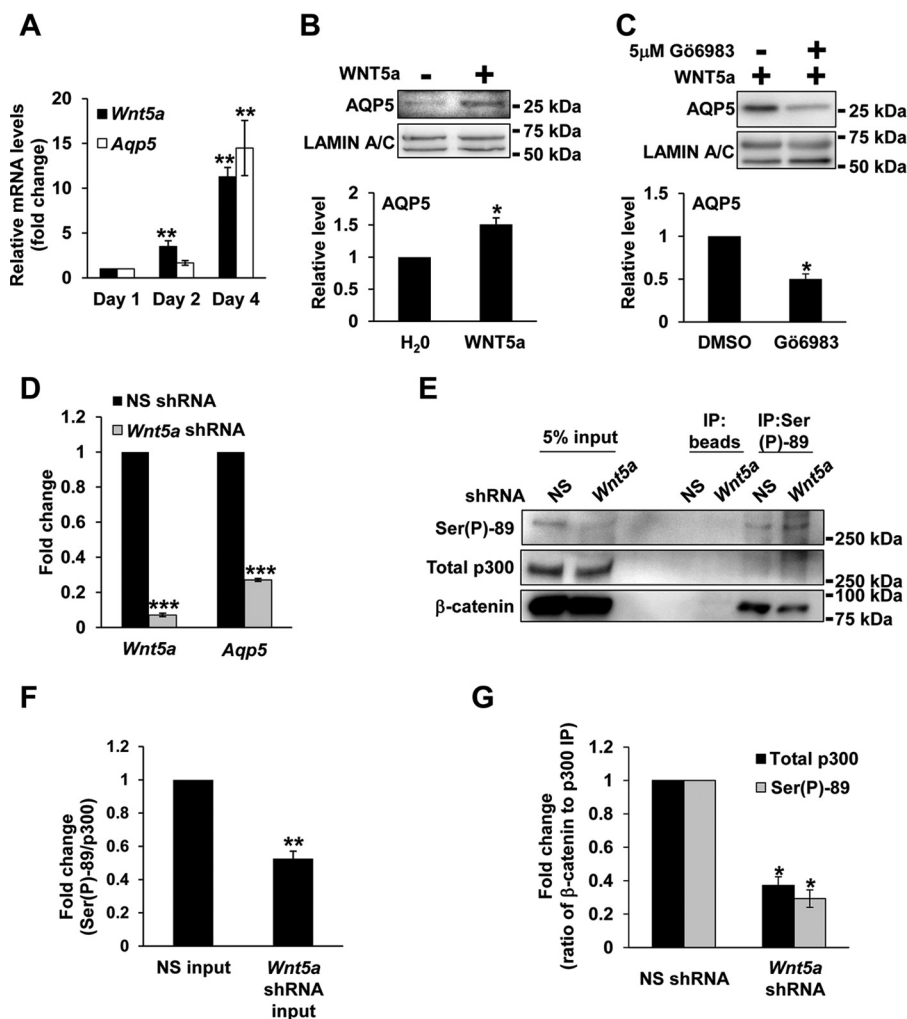 A
Relative mRNA levels
(fold change)
20
15
10
5
0
Wnt5a
Aqp5
**
**
**
Day 1 Day 2 Day 4
B
WNT5a - +
AQP5
25 kDa
LAMIN A/C
75 kDa
50 kDa
AQP5
Relative level
2
1.5
1
0.5
0
*
H20 WNT5a
C
5μM Gö6983 - +
WNT5a + +
AQP5
25 kDa
LAMIN A/C
75 kDa
50 kDa
AQP5
Relative level
1.5
1
0.5
0
*
DMSO Gö6983
D
NS shRNA
Wnt5a shRNA
Fold change
1.2
1
0.8
0.6
0.4
0.2
0
***
***
Wnt5a Aqp5
E
5% input
IP:
beads
IP:Ser
(P)-89
shRNA NS Wnt5a NS Wnt5a NS Wnt5a
Ser(P)-89
250 kDa
Total p300
250 kDa
β-catenin
100 kDa
75 kDa
F
Fold change
(Ser(P)-89/p300)
1.2
1
0.8
0.6
0.4
0.2
0
**
NS input
Wnt5a
shRNA
input
G
Fold change
(ratio of β-catenin to p300 IP)
1.2
1
0.8
0.6
0.4
0.2
0
Total p300
Ser(P)-89
*
*
NS shRNA
Wnt5a
shRNA